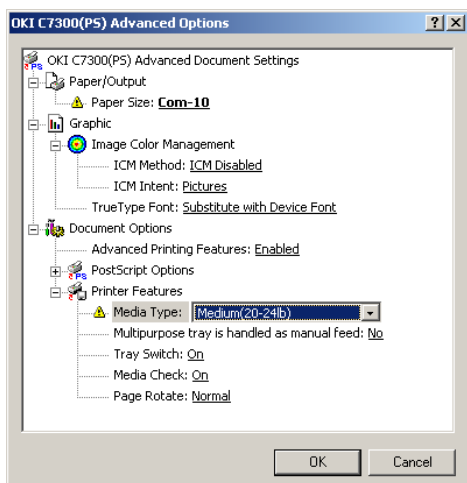 OKI C7300(PS) Advanced Options
OKI C7300(PS) Advanced Document Settings
Paper/Output
Paper Size: Com-10
Graphic
Image Color Management
ICM Method: ICM Disabled
ICM Intent: Pictures
TrueType Font: Substitute with Device Font
Document Options
Advanced Printing Features: Enabled
PostScript Options
Printer Features
Media Type: Medium(20-24lb)
Multipurpose tray is handled as manual feed: No
Tray Switch: On
Media Check: On
Page Rotate: Normal
OK Cancel